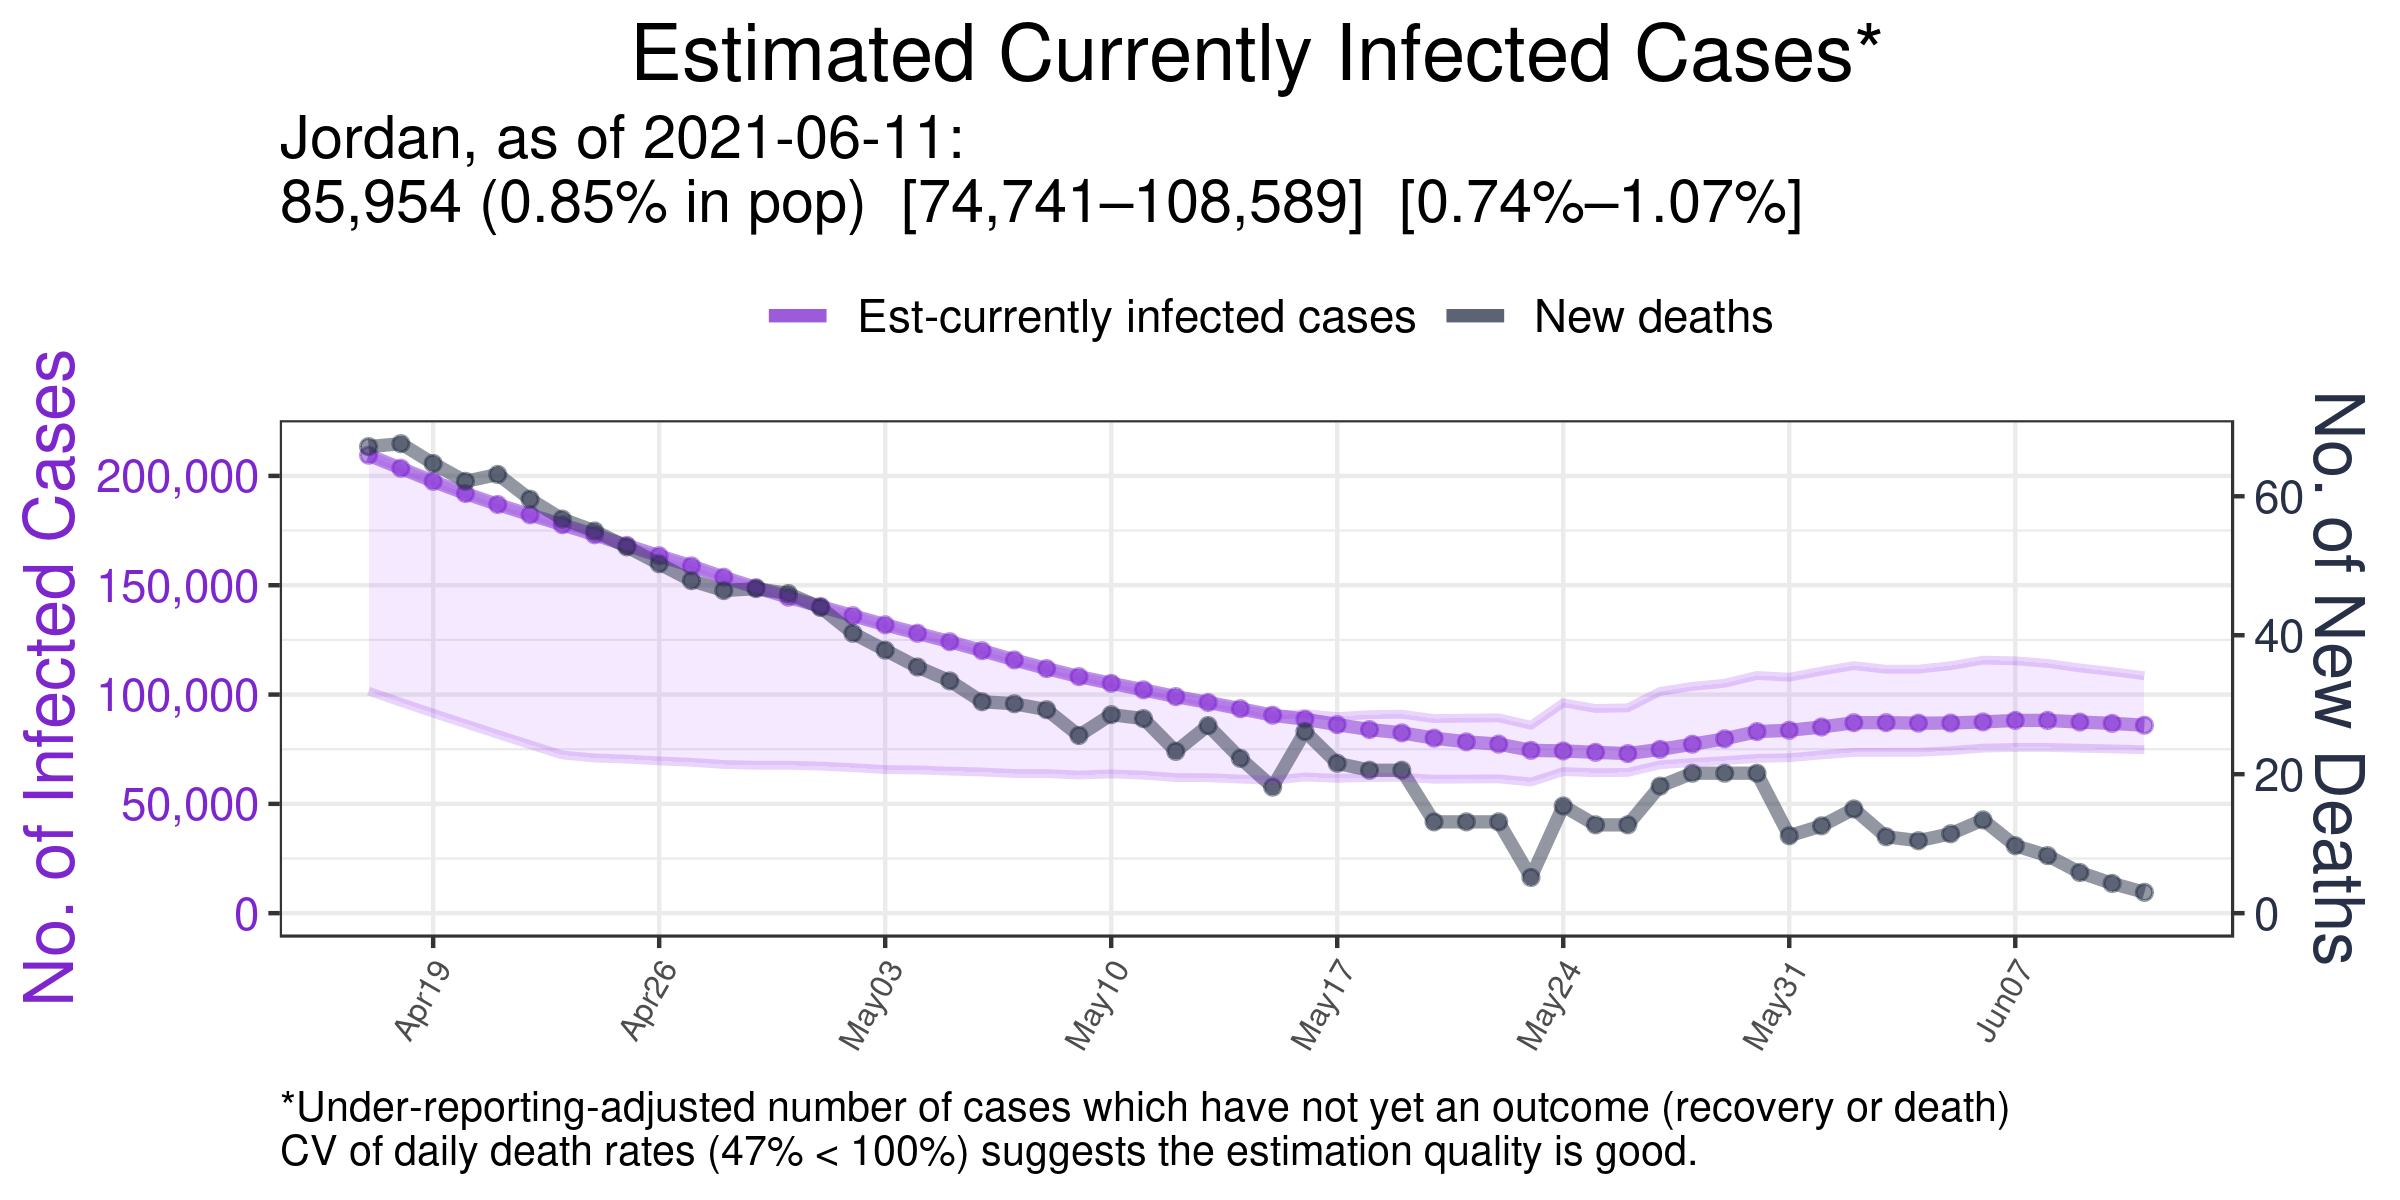 Estimated Currently Infected Cases*
Jordan, as of 2021-06-11:
85,954 (0.85% in pop) [74,741–108,589] [0.74%–1.07%]
Est-currently infected cases
New deaths
No. of Infected Cases
200,000
150,000
100,000
50,000
0
60
40
20
0
No. of New Deaths
Apr19
Apr26
May03
May10
May17
May24
May31
Jun07
*Under-reporting-adjusted number of cases which have not yet an outcome (recovery or death)
CV of daily death rates (47% < 100%) suggests the estimation quality is good.